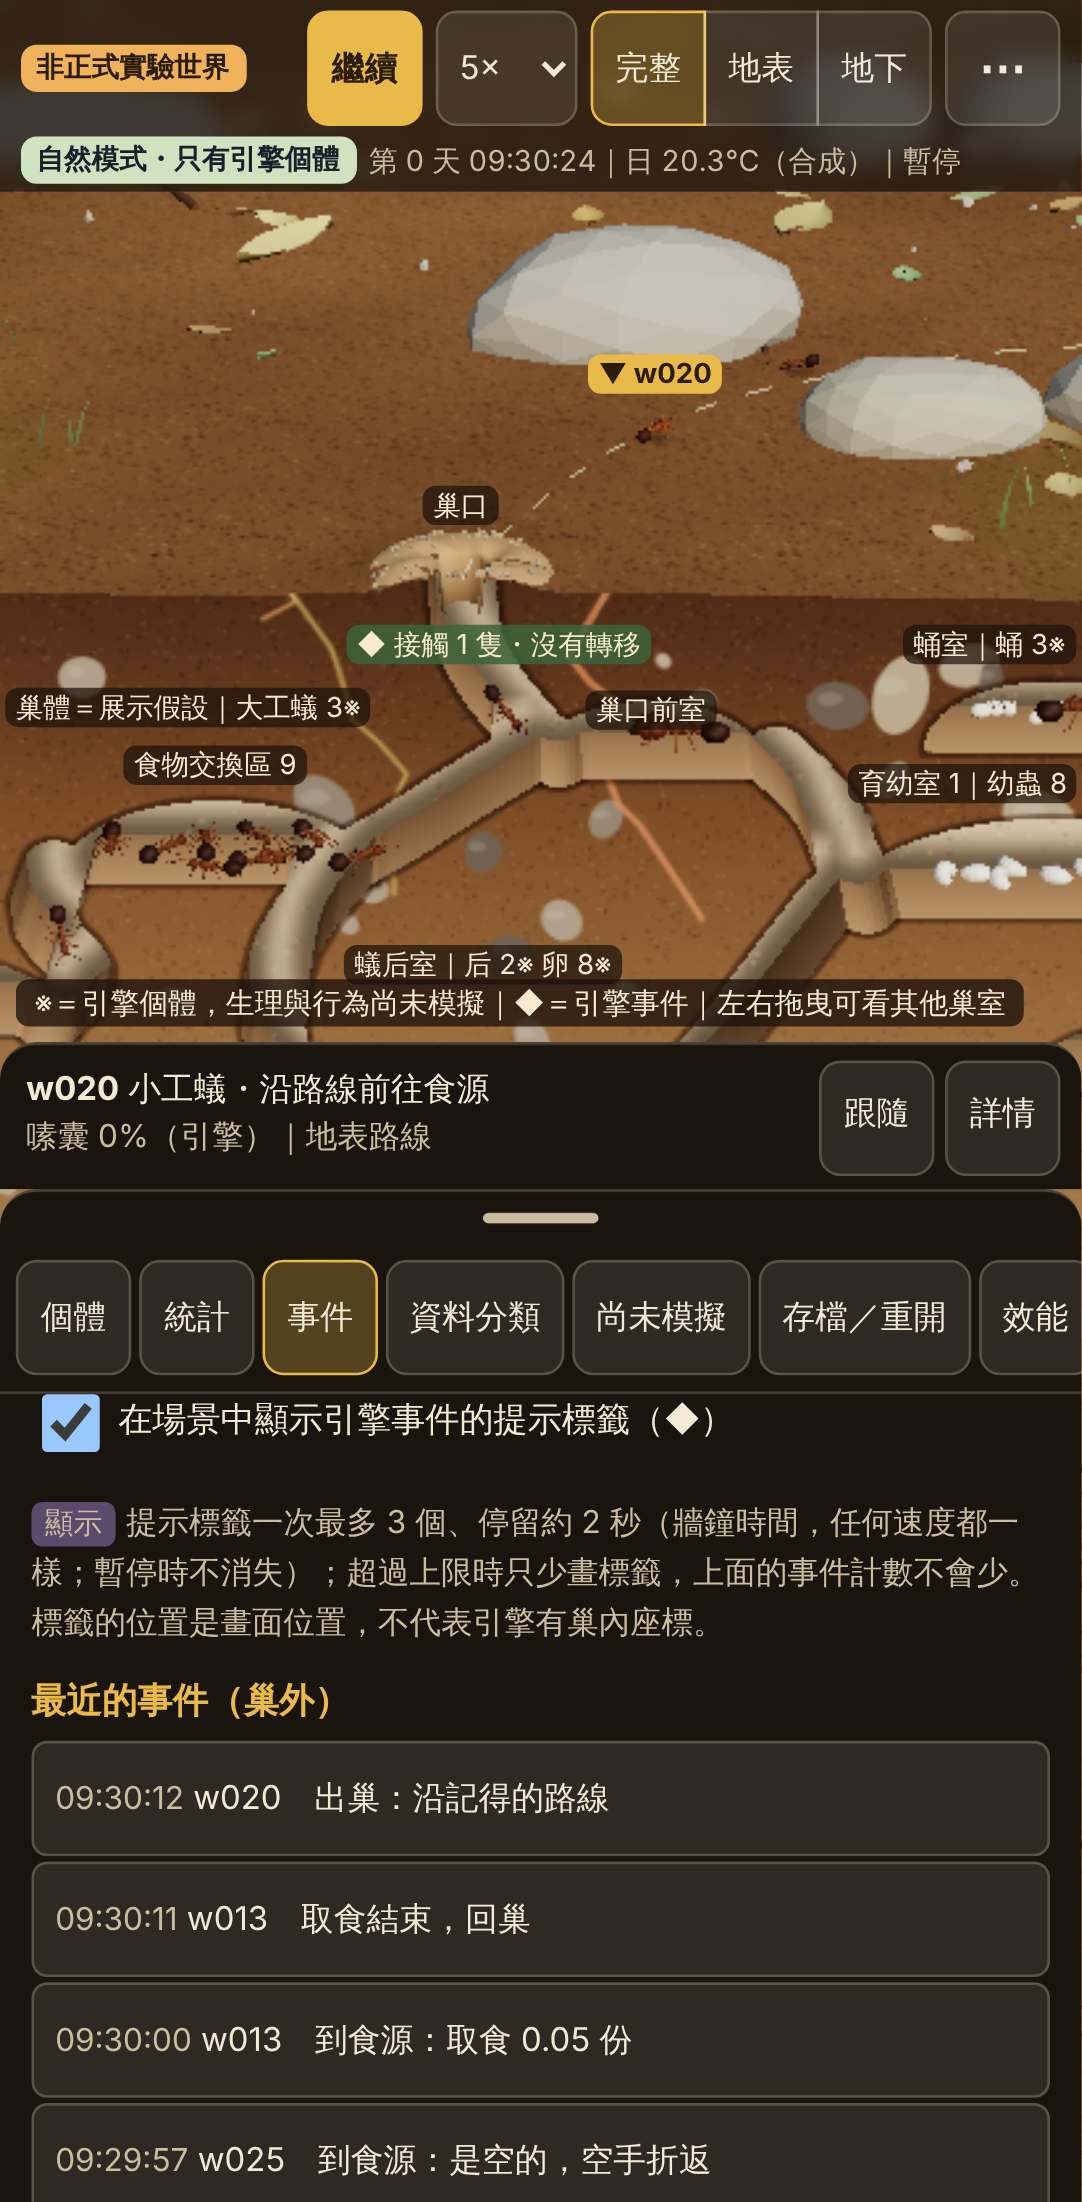 非正式實驗世界
繼續
5×
完整
地表
地下
⋯
自然模式・只有引擎個體
第 0 天 09:30:24｜日 20.3°C（合成）｜暫停
▼ w020
巢口
◆ 接觸 1 隻・沒有轉移
蛹室｜蛹 3※
巢體＝展示假設｜大工蟻 3※
巢口前室
食物交換區 9
育幼室 1｜幼蟲 8
蟻后室｜后 2※ 卵 8※
※＝引擎個體，生理與行為尚未模擬｜◆＝引擎事件｜左右拖曳可看其他巢室
w020 小工蟻・沿路線前往食源
嗉囊 0%（引擎）｜地表路線
跟隨
詳情
個體
統計
事件
資料分類
尚未模擬
存檔／重開
效能
在場景中顯示引擎事件的提示標籤（◆）
顯示 提示標籤一次最多 3 個、停留約 2 秒（牆鐘時間，任何速度都一
樣；暫停時不消失）；超過上限時只少畫標籤，上面的事件計數不會少。
標籤的位置是畫面位置，不代表引擎有巢內座標。
最近的事件（巢外）
09:30:12 w020 出巢：沿記得的路線
09:30:11 w013 取食結束，回巢
09:30:00 w013 到食源：取食 0.05 份
09:29:57 w025 到食源：是空的，空手折返